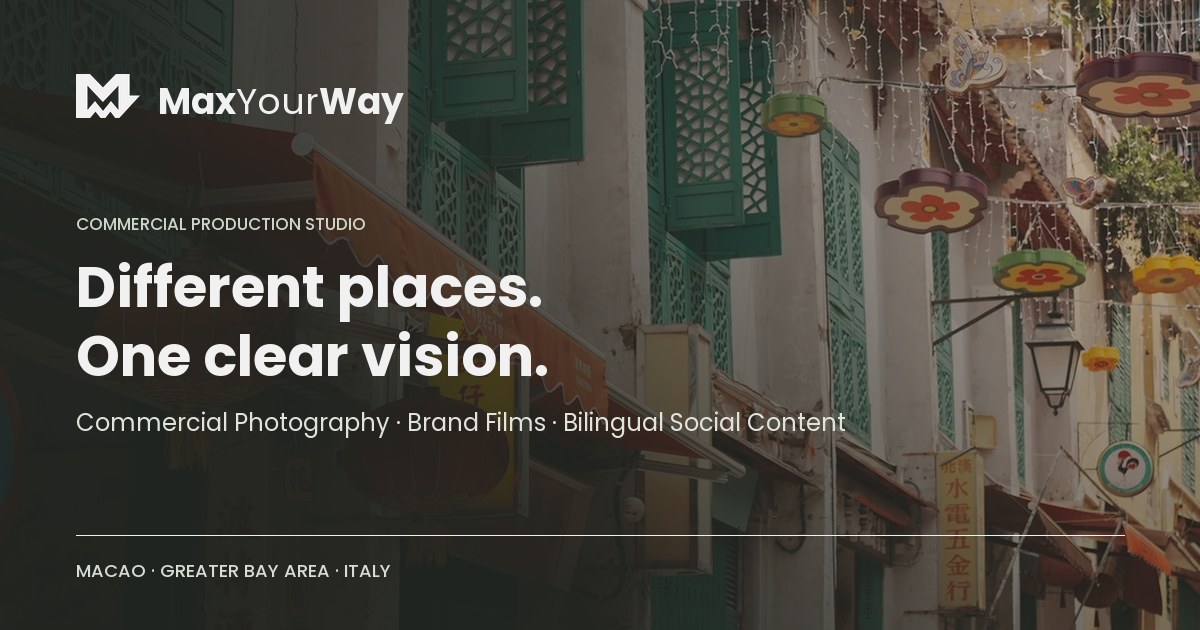 MaxYourWay
COMMERCIAL PRODUCTION STUDIO
Different places.
One clear vision.
Commercial Photography · Brand Films · Bilingual Social Content
仔
水電五金行
MACAO · GREATER BAY AREA · ITALY